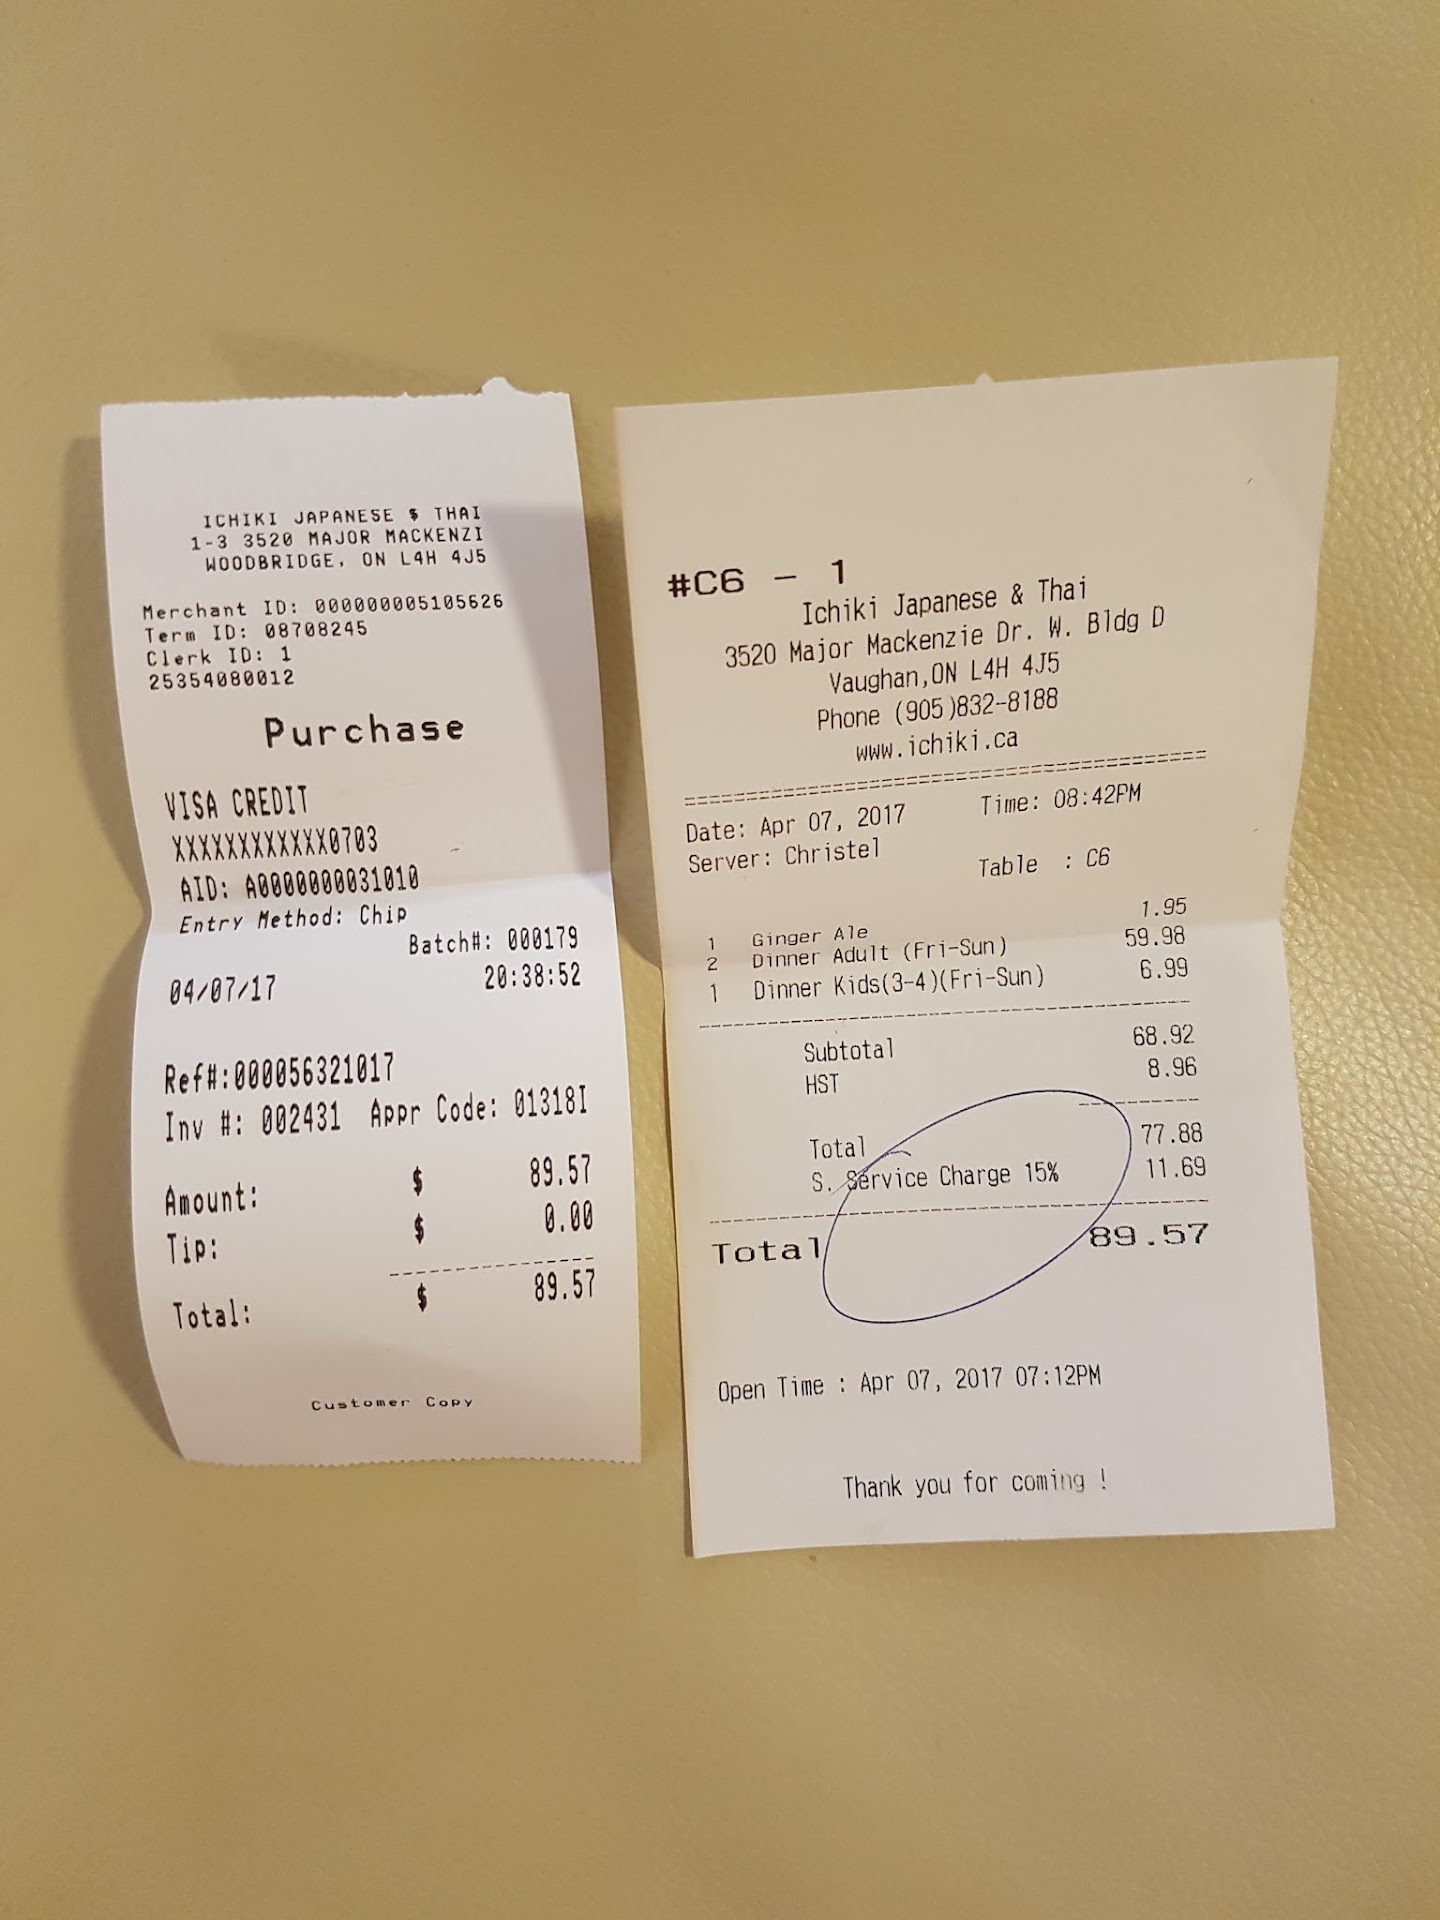 ICHIKI JAPANESE $ THAI
1-3 3520 MAJOR MACKENZI
WOODBRIDGE, ON L4H 4J5
Merchant ID: 000000005105626
Term ID: 08708245
Clerk ID: 1
25354080012
Purchase
VISA CREDIT
XXXXXXXXXXXX0703
AID: A0000000031010
Entry Method: Chip
Batch#: 000179
04/07/17 20:38:52
Ref#:000056321017
Inv #: 002431 Appr Code: 01318I
Amount: $ 89.57
Tip: $ 0.00
Total: $ 89.57
Customer Copy
#C6 - 1
Ichiki Japanese & Thai
3520 Major Mackenzie Dr. W. Bldg D
Vaughan,ON L4H 4J5
Phone (905)832-8188
www.ichiki.ca
Date: Apr 07, 2017 Time: 08:42PM
Server: Christel Table : C6
1 Ginger Ale 1.95
2 Dinner Adult (Fri-Sun) 59.98
1 Dinner Kids(3-4)(Fri-Sun) 6.99
Subtotal 68.92
HST 8.96
Total 77.88
S. Service Charge 15% 11.69
Total 89.57
Open Time : Apr 07, 2017 07:12PM
Thank you for coming !